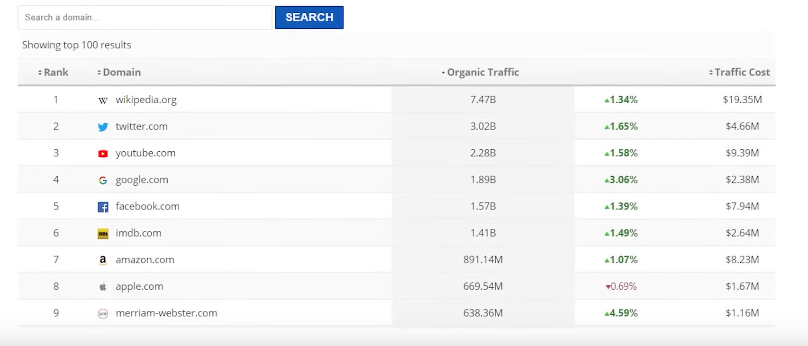 Search a domain... SEARCH
Showing top 100 results
Rank Domain Organic Traffic Traffic Cost
1 wikipedia.org 7.47B 1.34% $19.35M
2 twitter.com 3.02B 1.65% $4.66M
3 youtube.com 2.28B 1.58% $9.39M
4 google.com 1.89B 3.06% $2.38M
5 facebook.com 1.57B 1.39% $7.94M
6 imdb.com 1.41B 1.49% $2.64M
7 amazon.com 891.14M 1.07% $8.23M
8 apple.com 669.54M 0.69% $1.67M
9 merriam-webster.com 638.36M 4.59% $1.16M